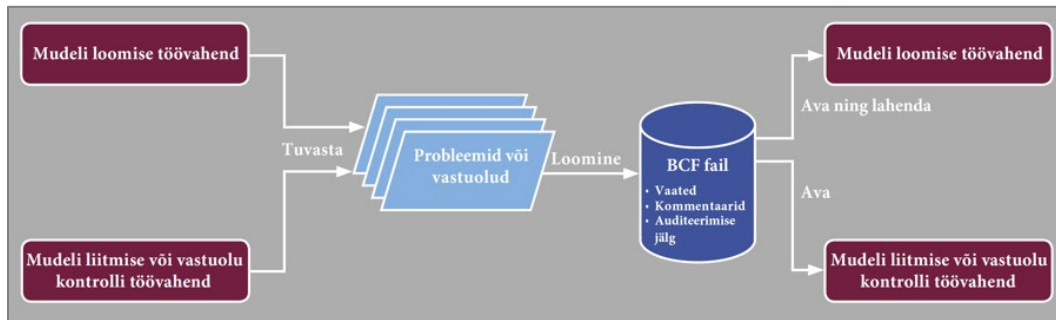 Mudeli loomise töövahend
Tuvasta
Mudeli liitmise või vastuolu
kontrolli töövahend
Probleemid või
vastuolud
Loomine
BCF fail
• Vaated
• Kommentaarid
• Auditeerimise
jälg
Mudeli loomise töövahend
Ava ning lahenda
Ava
Mudeli liitmise või vastuolu
kontrolli töövahend